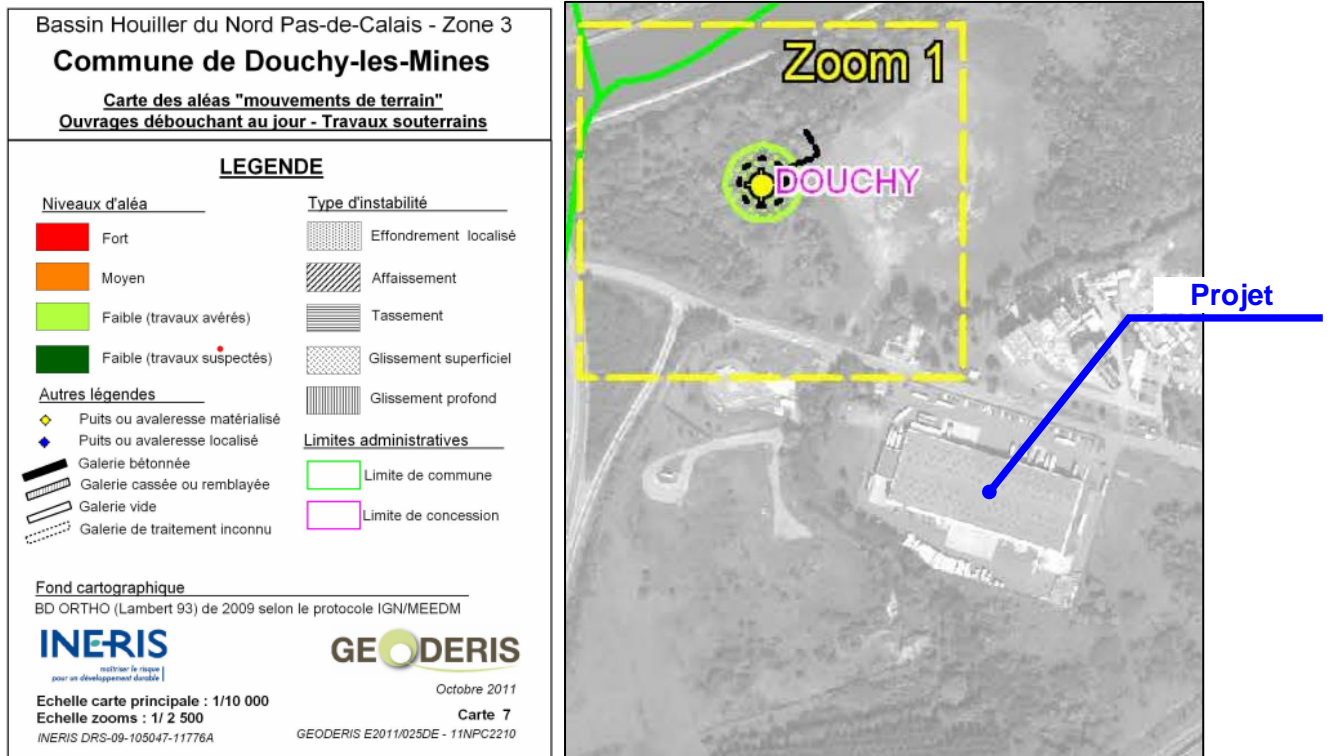 Bassin Houiller du Nord Pas-de-Calais - Zone 3
Commune de Douchy-les-Mines
Carte des aléas "mouvements de terrain"
Ouvrages débouchant au jour - Travaux souterrains
LEGENDE
Niveaux d'aléa
Fort
Moyen
Faible (travaux avérés)
Faible (travaux suspectés)
Autres légendes
Puits ou avaleresse matérialisé
Puits ou avaleresse localisé
Galerie bétonnée
Galerie cassée ou remblayée
Galerie vide
Galerie de traitement inconnu
Type d'instabilité
Effondrement localisé
Affaissement
Tassement
Glissement superficiel
Glissement profond
Limites administratives
Limite de commune
Limite de concession
Fond cartographique
BD ORTHO (Lambert 93) de 2009 selon le protocole IGN/MEEDM
INERIS
maîtriser le risque
pour un développement durable
GEODERIS
Octobre 2011
Echelle carte principale : 1/10 000
Echelle zooms : 1/ 2 500
Carte 7
INERIS DRS-09-105047-11776A
GEODERIS E2011/025DE - 11NPC2210
Zoom 1
DOUCHY
Projet